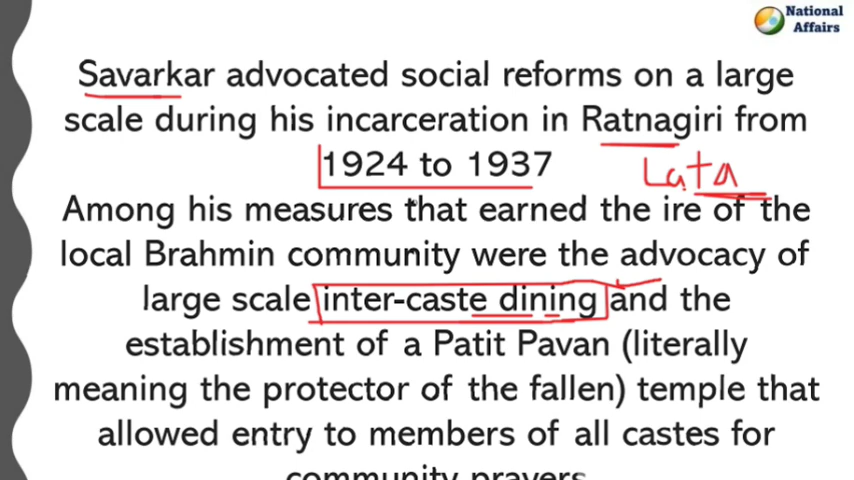 National
Affairs
Savarkar advocated social reforms on a large
scale during his incarceration in Ratnagiri from
1924 to 1937
Lata
Among his measures that earned the ire of the
local Brahmin community were the advocacy of
large scale inter-caste dining and the
establishment of a Patit Pavan (literally
meaning the protector of the fallen) temple that
allowed entry to members of all castes for
community prayers